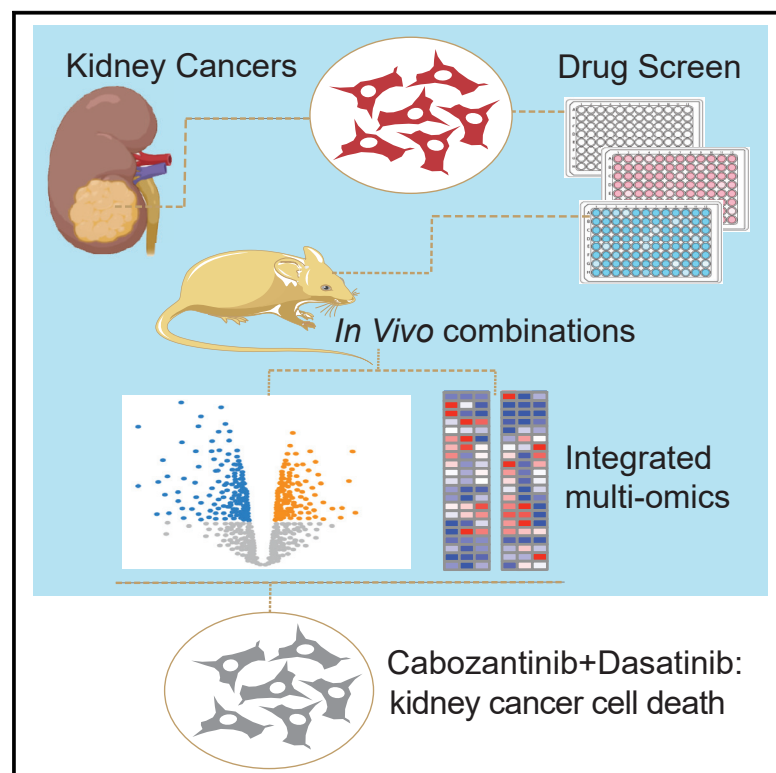 Kidney Cancers
Drug Screen
In Vivo combinations
Integrated
multi-omics
Cabozantinib+Dasatinib:
kidney cancer cell death